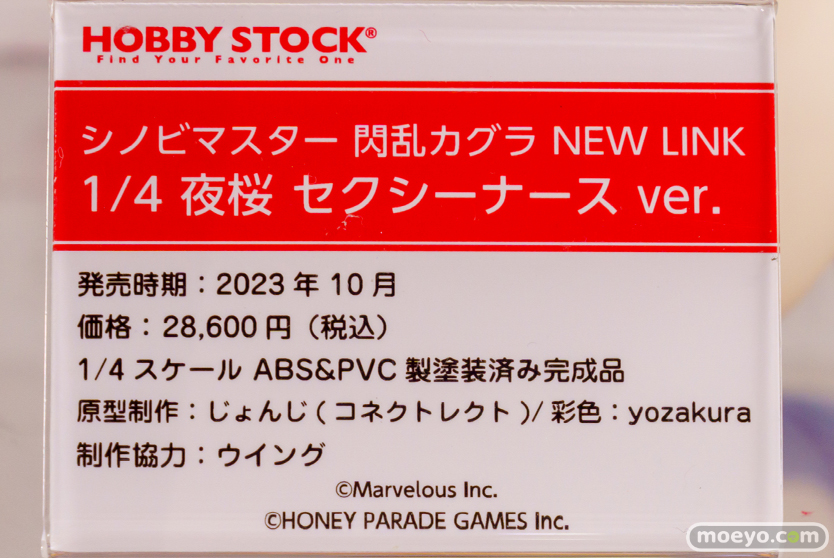 HOBBY STOCK®
Find Your Favorite One
シノビマスター 閃乱カグラ NEW LINK
1/4 夜桜 セクシーナース ver.
発売時期：2023 年 10 月
価格：28,600 円（税込）
1/4 スケール ABS&PVC 製塗装済み完成品
原型制作：じょんじ ( コネクトレクト )/ 彩色：yozakura
制作協力：ウイング
©Marvelous Inc.
©HONEY PARADE GAMES Inc.
moeyo.com